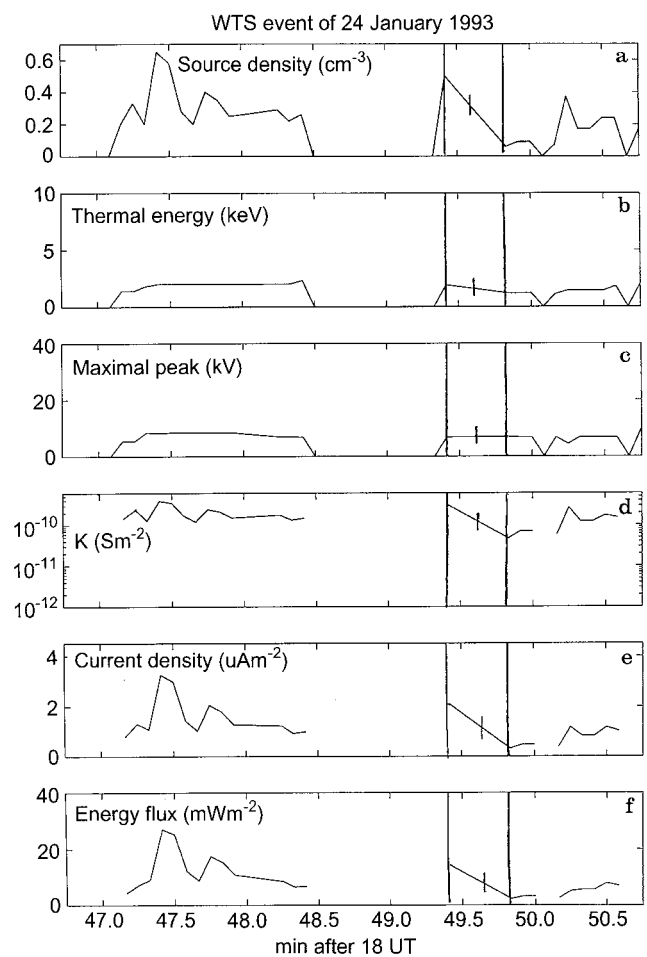 WTS event of 24 January 1993
Source density (cm-3)
a
0.6
0.4
0.2
0
Thermal energy (keV)
b
10
5
0
Maximal peak (kV)
c
40
20
0
K (Sm-2)
d
10-10
10-11
10-12
Current density (uAm-2)
e
4
2
0
Energy flux (mWm-2)
f
40
20
0
47.0 47.5 48.0 48.5 49.0 49.5 50.0 50.5
min after 18 UT